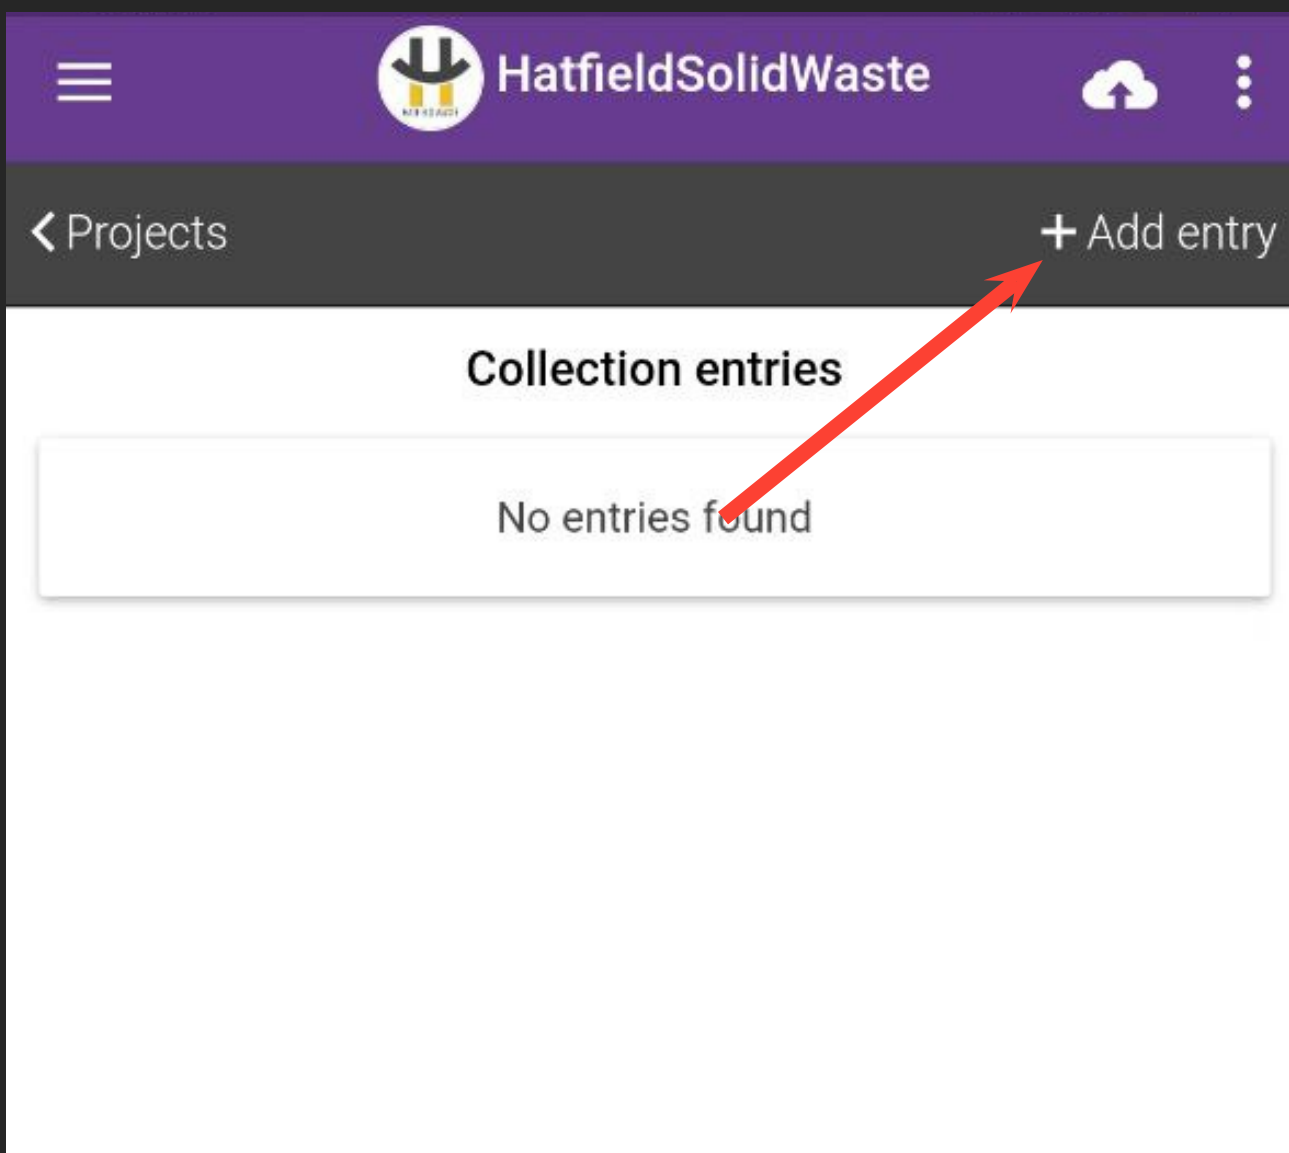 HatfieldSolidWaste
Projects
+ Add entry
Collection entries
No entries found